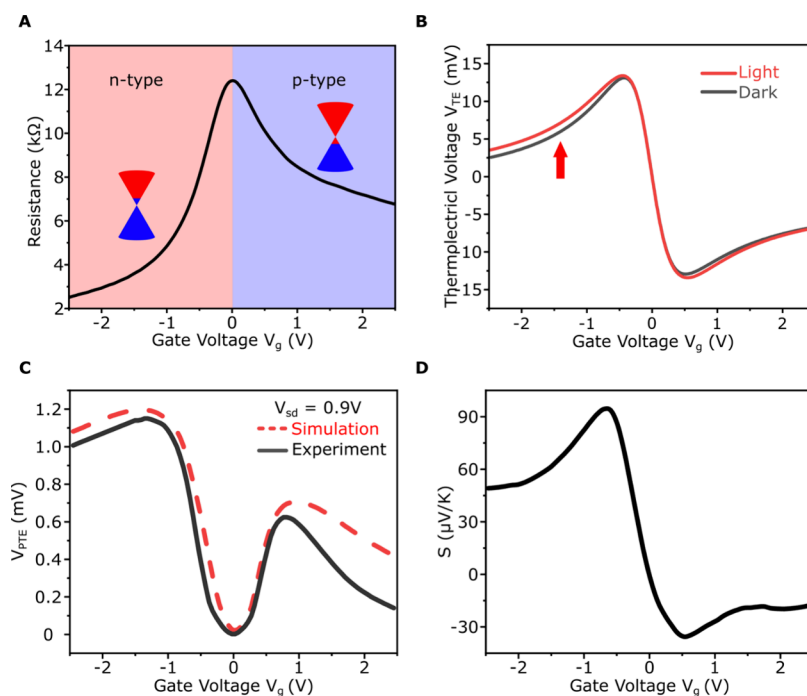 A
14
12
10
8
6
4
2
Resistance (kΩ)
n-type
p-type
-2
-1
0
1
2
Gate Voltage Vg (V)
B
15
10
5
0
-5
10
15
Thermplectricl Voltage VTE (mV)
Light
Dark
-2
-1
0
1
2
Gate Voltage Vg (V)
C
1.2
1.0
0.8
0.6
0.4
0.2
0
VPTE (mV)
Vsd = 0.9V
Simulation
Experiment
-2
-1
0
1
2
Gate Voltage Vg (V)
D
90
60
30
0
-30
S (μV/K)
-2
-1
0
1
2
Gate Voltage Vg (V)